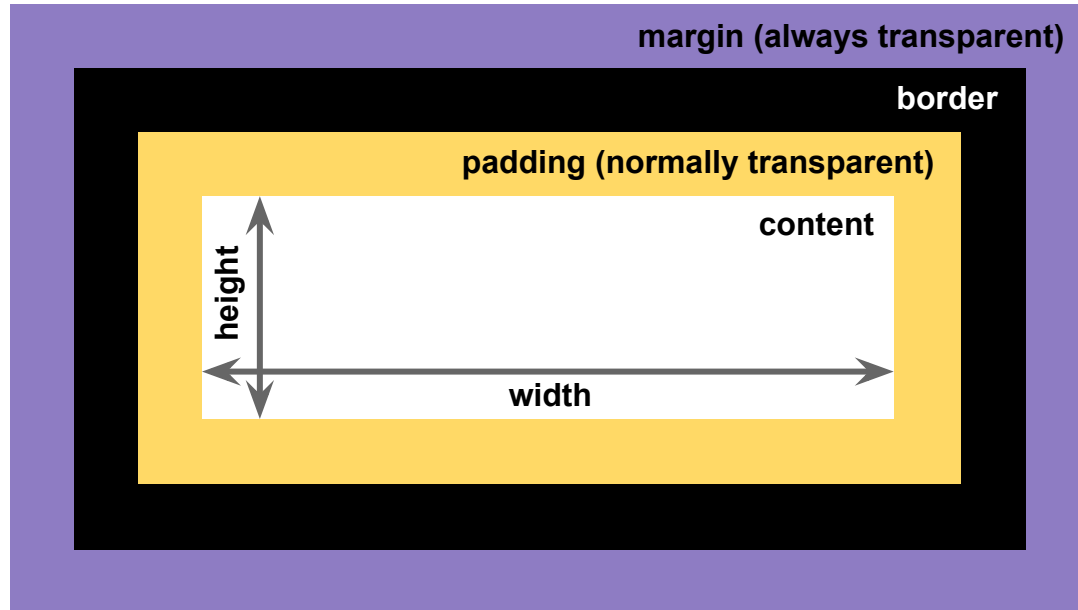 margin (always transparent)
border
padding (normally transparent)
content
height
width